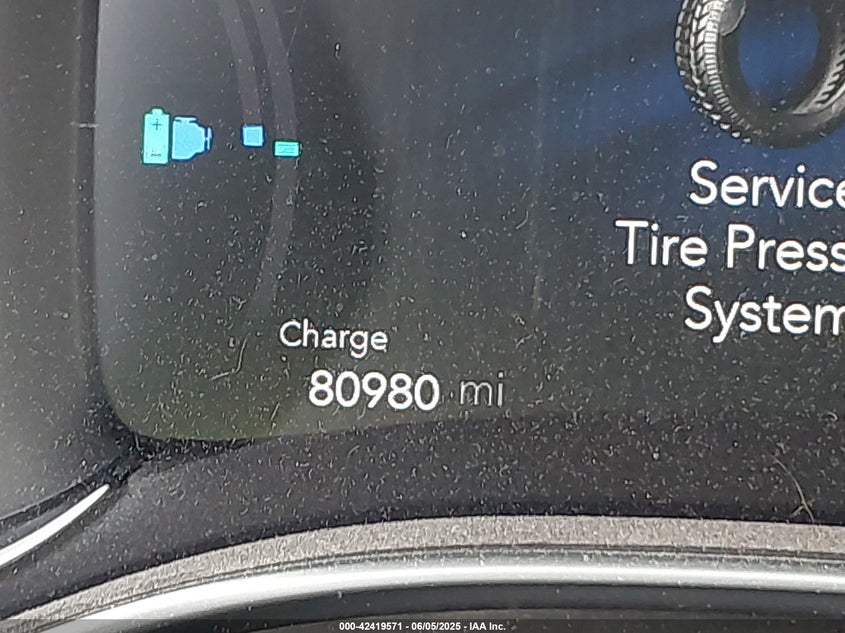 Service
Tire Press
System
Charge
80980 mi
000-42419571 - 06/05/2025 - IAA Inc.